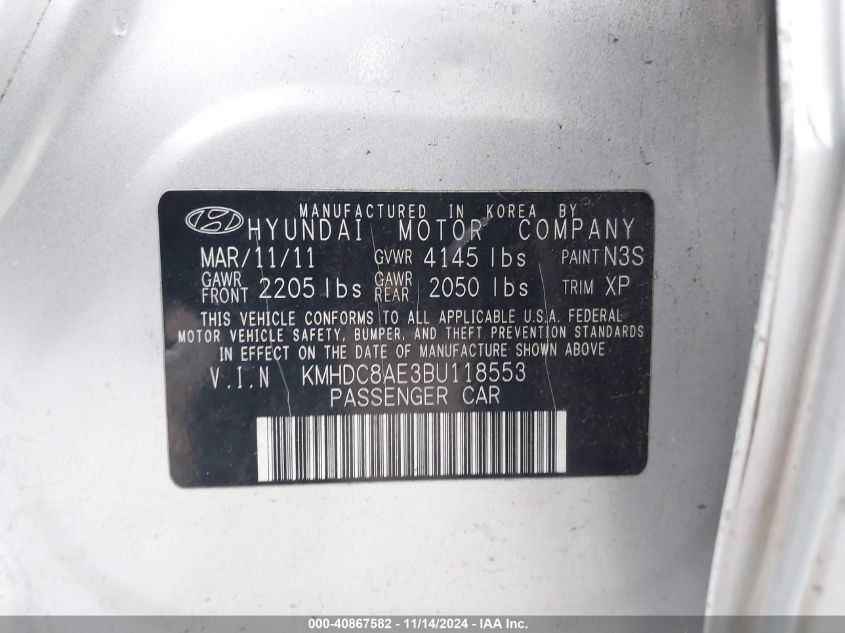 MANUFACTURED IN KOREA BY
HYUNDAI MOTOR COMPANY
MAR/11/11 GVWR 4145 lbs PAINT N3S
GAWR FRONT 2205 lbs GAWR REAR 2050 lbs TRIM XP
THIS VEHICLE CONFORMS TO ALL APPLICABLE U.S.A. FEDERAL
MOTOR VEHICLE SAFETY, BUMPER, AND THEFT PREVENTION STANDARDS
IN EFFECT ON THE DATE OF MANUFACTURE SHOWN ABOVE.
V.I.N KMHDC8AE3BU118553
PASSENGER CAR
000-40867582 - 11/14/2024 - IAA Inc.